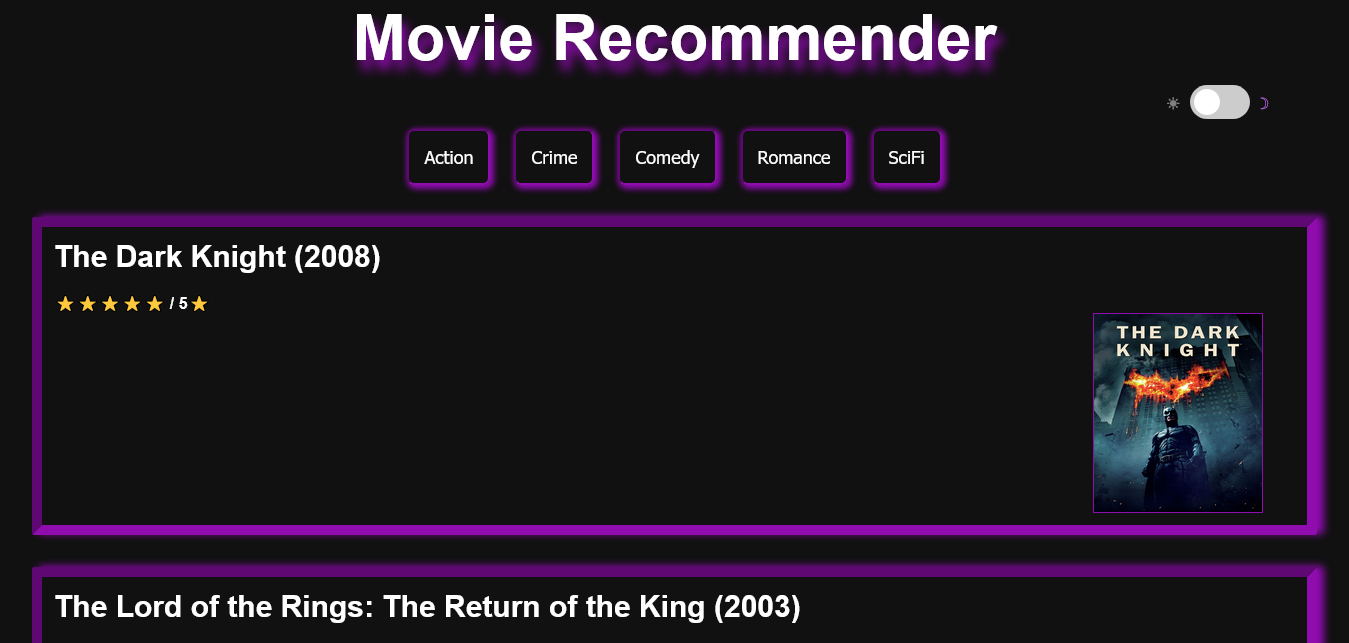 Movie Recommender
Action
Crime
Comedy
Romance
SciFi
The Dark Knight (2008)
⭐ ⭐ ⭐ ⭐ ⭐ / 5⭐
THE DARK
KNIGHT
The Lord of the Rings: The Return of the King (2003)